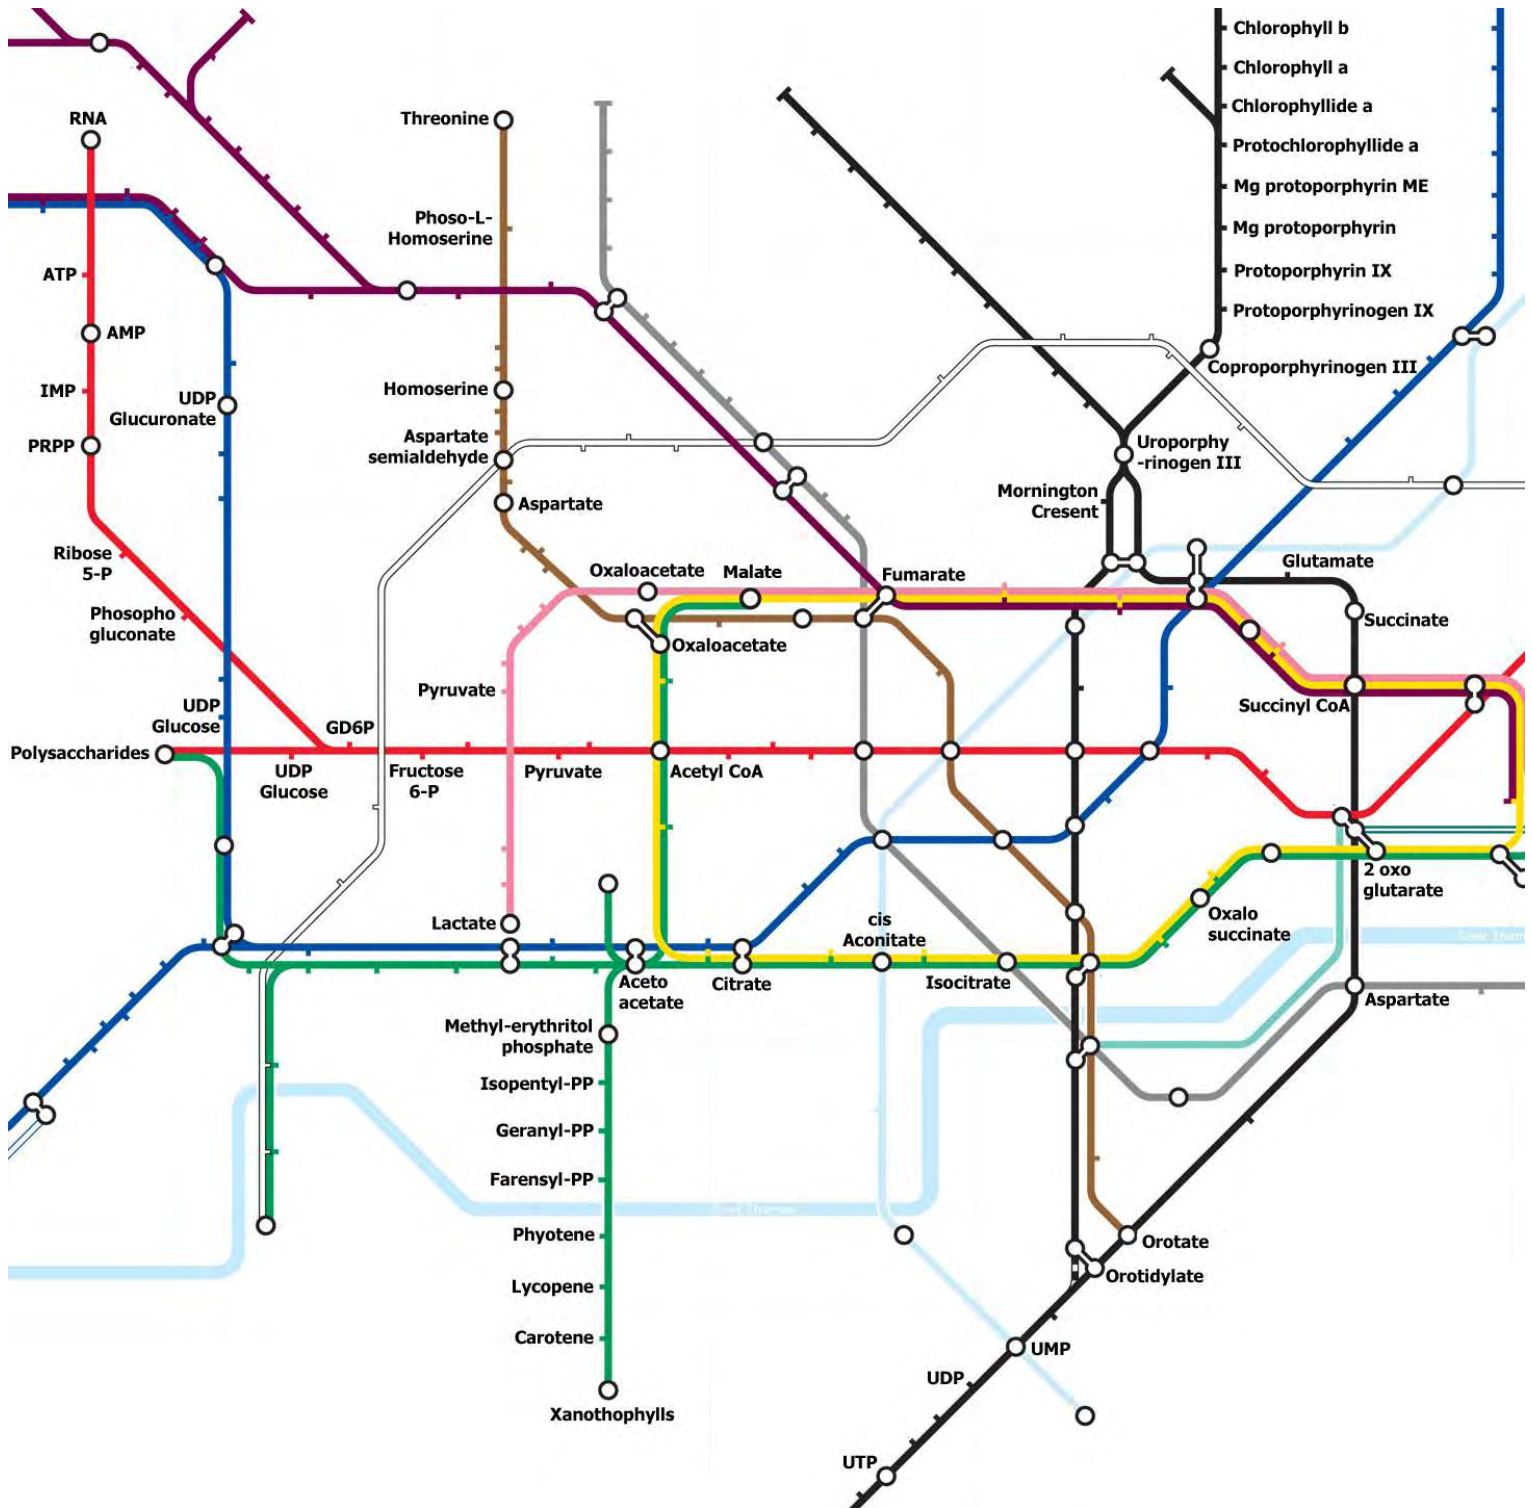 Chlorophyll b
Chlorophyll a
Chlorophyllide a
Protochlorophyllide a
Mg protoporphyrin ME
Mg protoporphyrin
Protoporphyrin IX
Protoporphyrinogen IX
Coproporphyrinogen III
RNA
Threonine
Phoso-L-
Homoserine
ATP
AMP
IMP
PRPP
UDP
Glucuronate
Homoserine
Aspartate
semialdehyde
Aspartate
Uroporphy
-rinogen III
Mornington
Cresent
Ribose
5-P
Phosopho
gluconate
Oxaloacetate
Malate
Fumarate
Glutamate
Succinate
Oxaloacetate
Pyruvate
UDP
Glucose
GD6P
Succinyl CoA
Polysaccharides
UDP
Glucose
Fructose
6-P
Pyruvate
Acetyl CoA
2 oxo
glutarate
Lactate
cis
Aconitate
Oxalo
succinate
Aceto
acetate
Citrate
Isocitrate
Aspartate
Methyl-erythritol
phosphate
Isopentyl-PP
Geranyl-PP
Farensyl-PP
Phyotene
Lycopene
Carotene
Xanothophylls
Orotate
Orotidylate
UMP
UDP
UTP